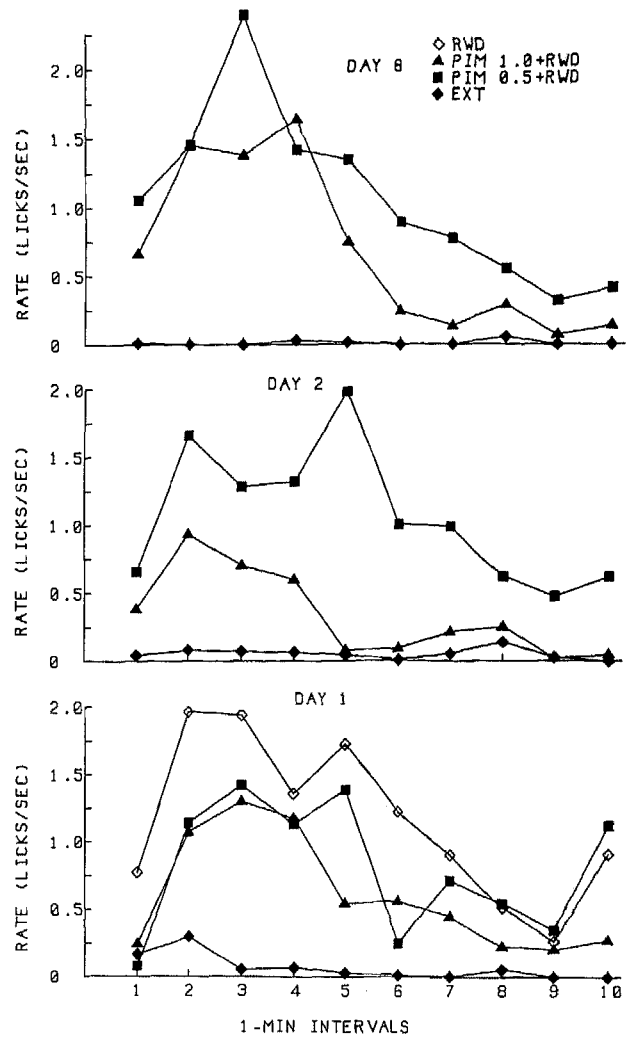 DAY 8
◇ RWD
▲ PIM 1.0+RWD
■ PIM 0.5+RWD
◆ EXT
RATE (LICKS/SEC)
2.0
1.5
1.0
0.5
0
DAY 2
RATE (LICKS/SEC)
2.0
1.5
1.0
0.5
0
DAY 1
RATE (LICKS/SEC)
2.0
1.5
1.0
0.5
0
1 2 3 4 5 6 7 8 9 10
1-MIN INTERVALS